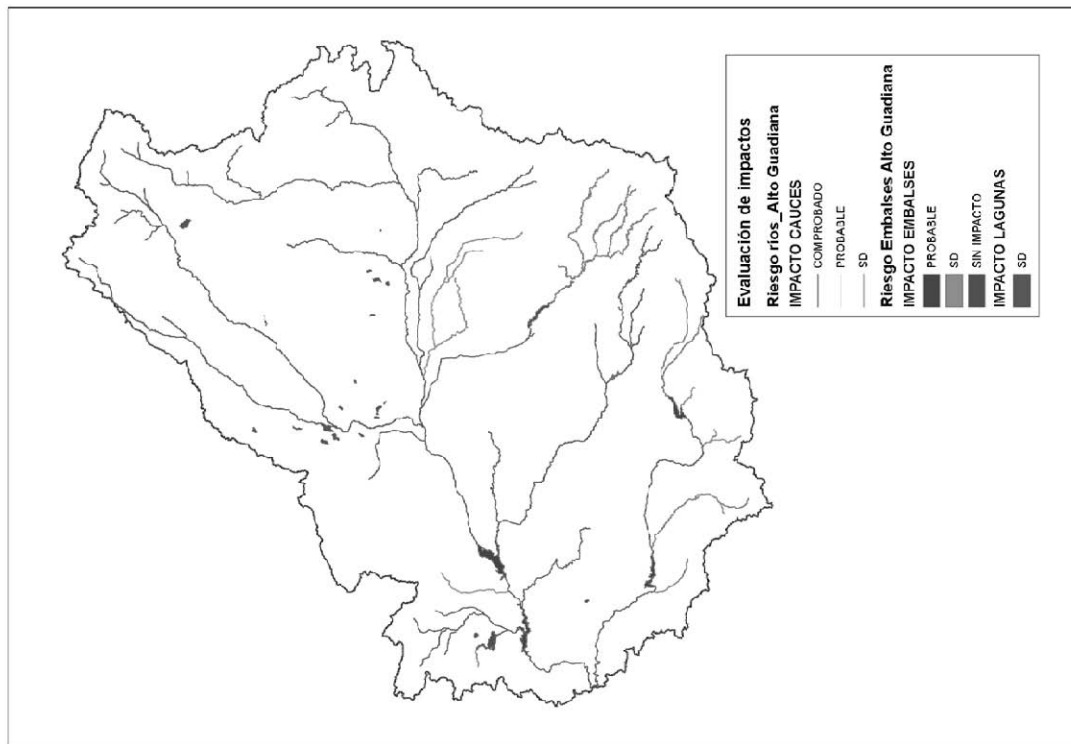 Evaluación de impactos
Riesgo rios_Alto Guadiana
IMPACTO CAUCES
COMPROBADO
PROBABLE
SD
Riesgo Embalses Alto Guadiana
IMPACTO EMBALSES
PROBABLE
SD
SIN IMPACTO
IMPACTO LAGUNAS
SD